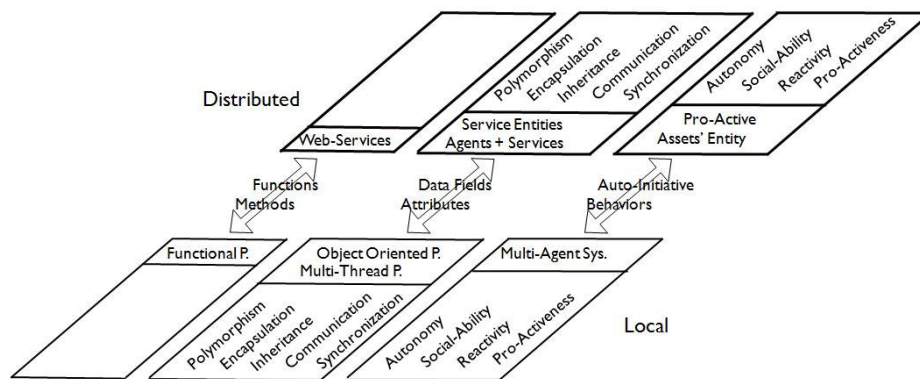 Distributed
Web-Services
Polymorphism
Encapsulation
Inheritance
Communication
Synchronization
Service Entities
Agents + Services
Autonomy
Social-Ability
Reactivity
Pro-Activeness
Pro-Active
Assets' Entity
Functions
Methods
Data Fields
Attributes
Auto-Initiative
Behaviors
Functional P.
Object Oriented P.
Multi-Thread P.
Polymorphism
Encapsulation
Inheritance
Communication
Synchronization
Multi-Agent Sys.
Autonomy
Social-Ability
Reactivity
Pro-Activeness
Local